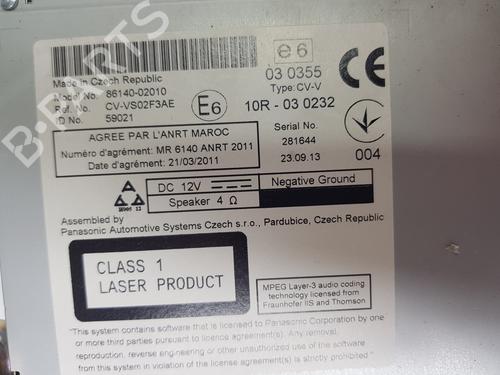 e6
Made in Czech Republic
Model No. 86140-02010
Ref. No. CV-VS02F3AE
ID No. 59021
E6
03 0355
Type: CV-V
CE
10R - 03 0232
AGREE PAR L'ANRT MAROC
Numéro d'agrément: MR 6140 ANRT 2011
Date d'agrément: 21/03/2011
Serial No.
281644
23.09.13
004
DC 12V
Negative Ground
Speaker 4 Ω
Assembled by
Panasonic Automotive Systems Czech s.r.o., Pardubice, Czech Republic
CLASS 1
LASER PRODUCT
MPEG Layer-3 audio coding
technology licensed from
Fraunhofer IIS and Thomson
"This system contains software that is licensed to Panasonic Corporation by one
or more third parties pursuant to licence agreement(s). Any removal,
reproduction, reverse engineering or other unauthorized use of the software
in violation of the license agreement(s) is strictly prohibited."
B-PARTS